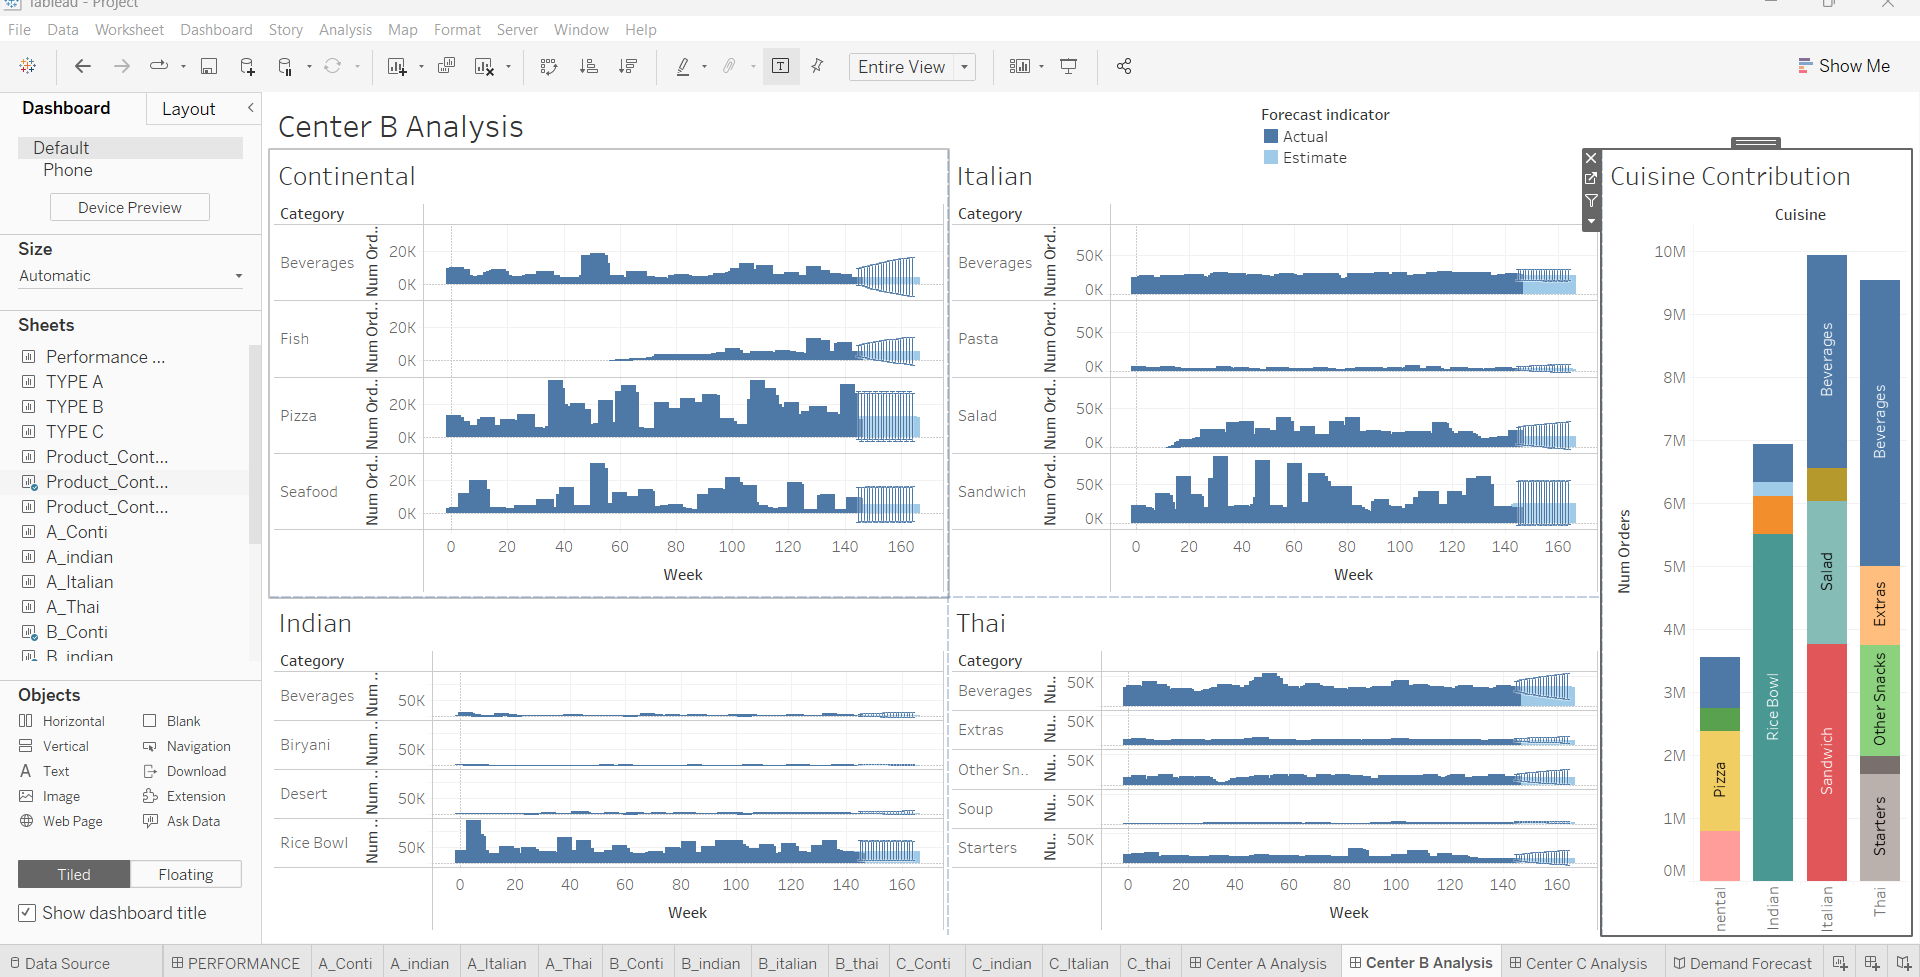 Tableau - Project
File Data Worksheet Dashboard Story Analysis Map Format Server Window Help
Entire View
Show Me
Dashboard
Layout
Default
Phone
Device Preview
Size
Automatic
Sheets
Performance ...
TYPE A
TYPE B
TYPE C
Product_Cont...
Product_Cont...
Product_Cont...
A_Conti
A_indian
A_Italian
A_Thai
B_Conti
B_indian
Objects
Horizontal Blank
Vertical Navigation
Text Download
Image Extension
Web Page Ask Data
Tiled Floating
Show dashboard title
Center B Analysis
Forecast indicator
Actual
Estimate
Continental
Category
Beverages Num Ord.. 20K 0K
Fish Num Ord.. 20K 0K
Pizza Num Ord.. 20K 0K
Seafood Num Ord.. 20K 0K
0 20 40 60 80 100 120 140 160
Week
Italian
Category
Beverages Num Ord.. 50K 0K
Pasta Num Ord.. 50K 0K
Salad Num Ord.. 50K 0K
Sandwich Num Ord.. 50K 0K
0 20 40 60 80 100 120 140 160
Week
Indian
Category
Beverages Num .. 50K
Biryani Num .. 50K
Desert Num .. 50K
Rice Bowl Num .. 50K
0 20 40 60 80 100 120 140 160
Week
Thai
Category
Beverages Nu.. 50K
Extras Nu.. 50K
Other Sn.. Nu.. 50K
Soup Nu.. 50K
Starters Nu.. 50K
0 20 40 60 80 100 120 140 160
Week
Cuisine Contribution
Cuisine
Num Orders
10M
9M
8M
7M
6M
5M
4M
3M
2M
1M
0M
Pizza
Rice Bowl
Beverages
Salad
Sandwich
Beverages
Extras
Other Snacks
Starters
nental
Indian
Italian
Thai
Data Source PERFORMANCE A_Conti A_indian A_Italian A_Thai B_Conti B_indian B_italian B_thai C_Conti C_indian C_Italian C_thai Center A Analysis Center B Analysis Center C Analysis Demand Forecast